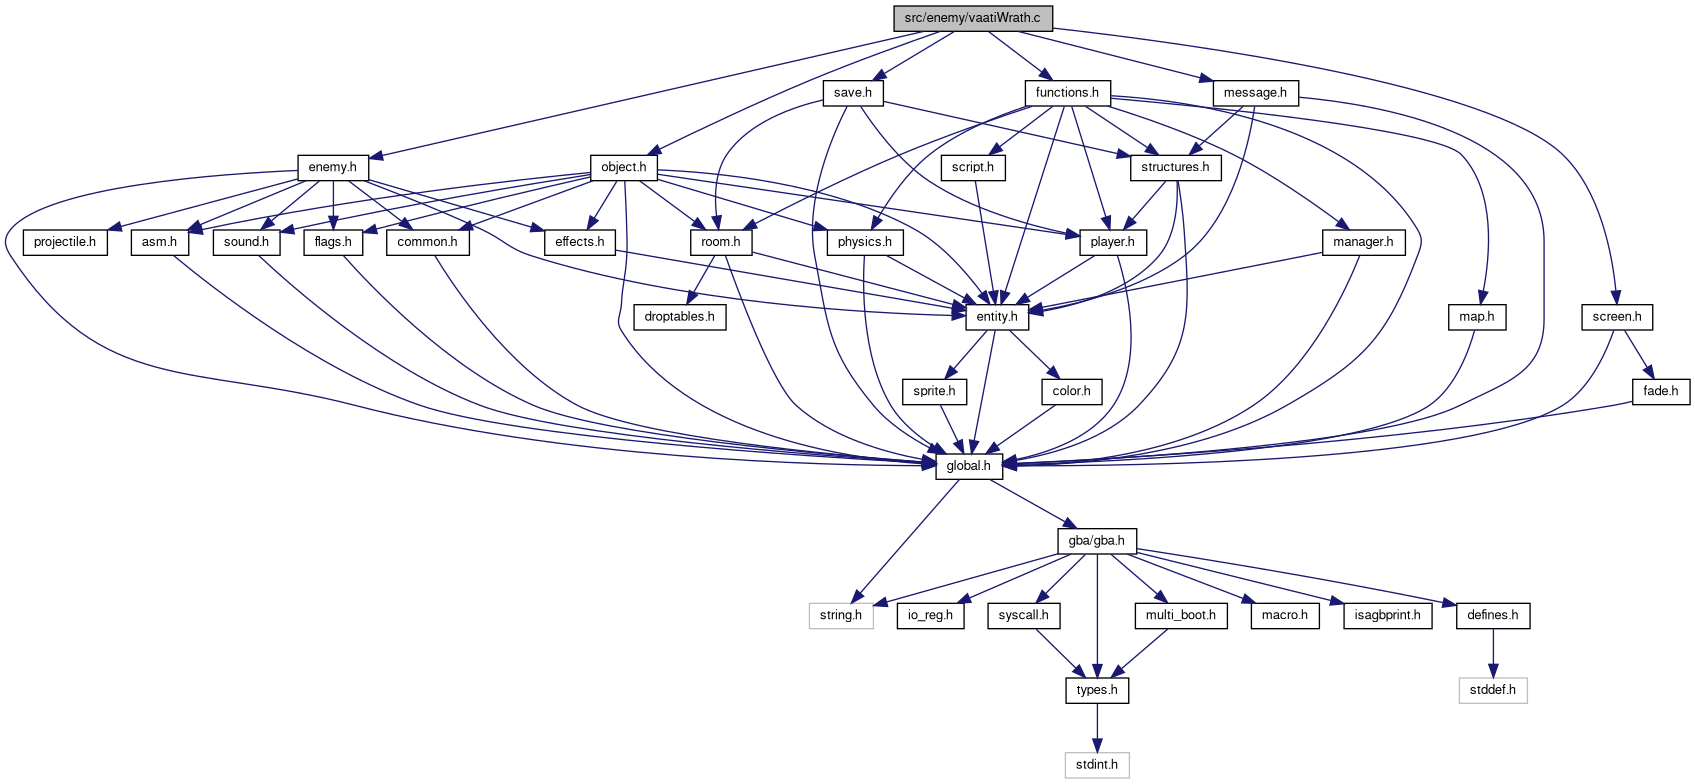 src/enemy/vaatiWrath.c
save.h
functions.h
message.h
enemy.h
object.h
script.h
structures.h
projectile.h
asm.h
sound.h
flags.h
common.h
effects.h
room.h
physics.h
player.h
manager.h
droptables.h
entity.h
map.h
screen.h
sprite.h
color.h
fade.h
global.h
gba/gba.h
string.h
io_reg.h
syscall.h
multi_boot.h
macro.h
isagbprint.h
defines.h
types.h
stddef.h
stdint.h